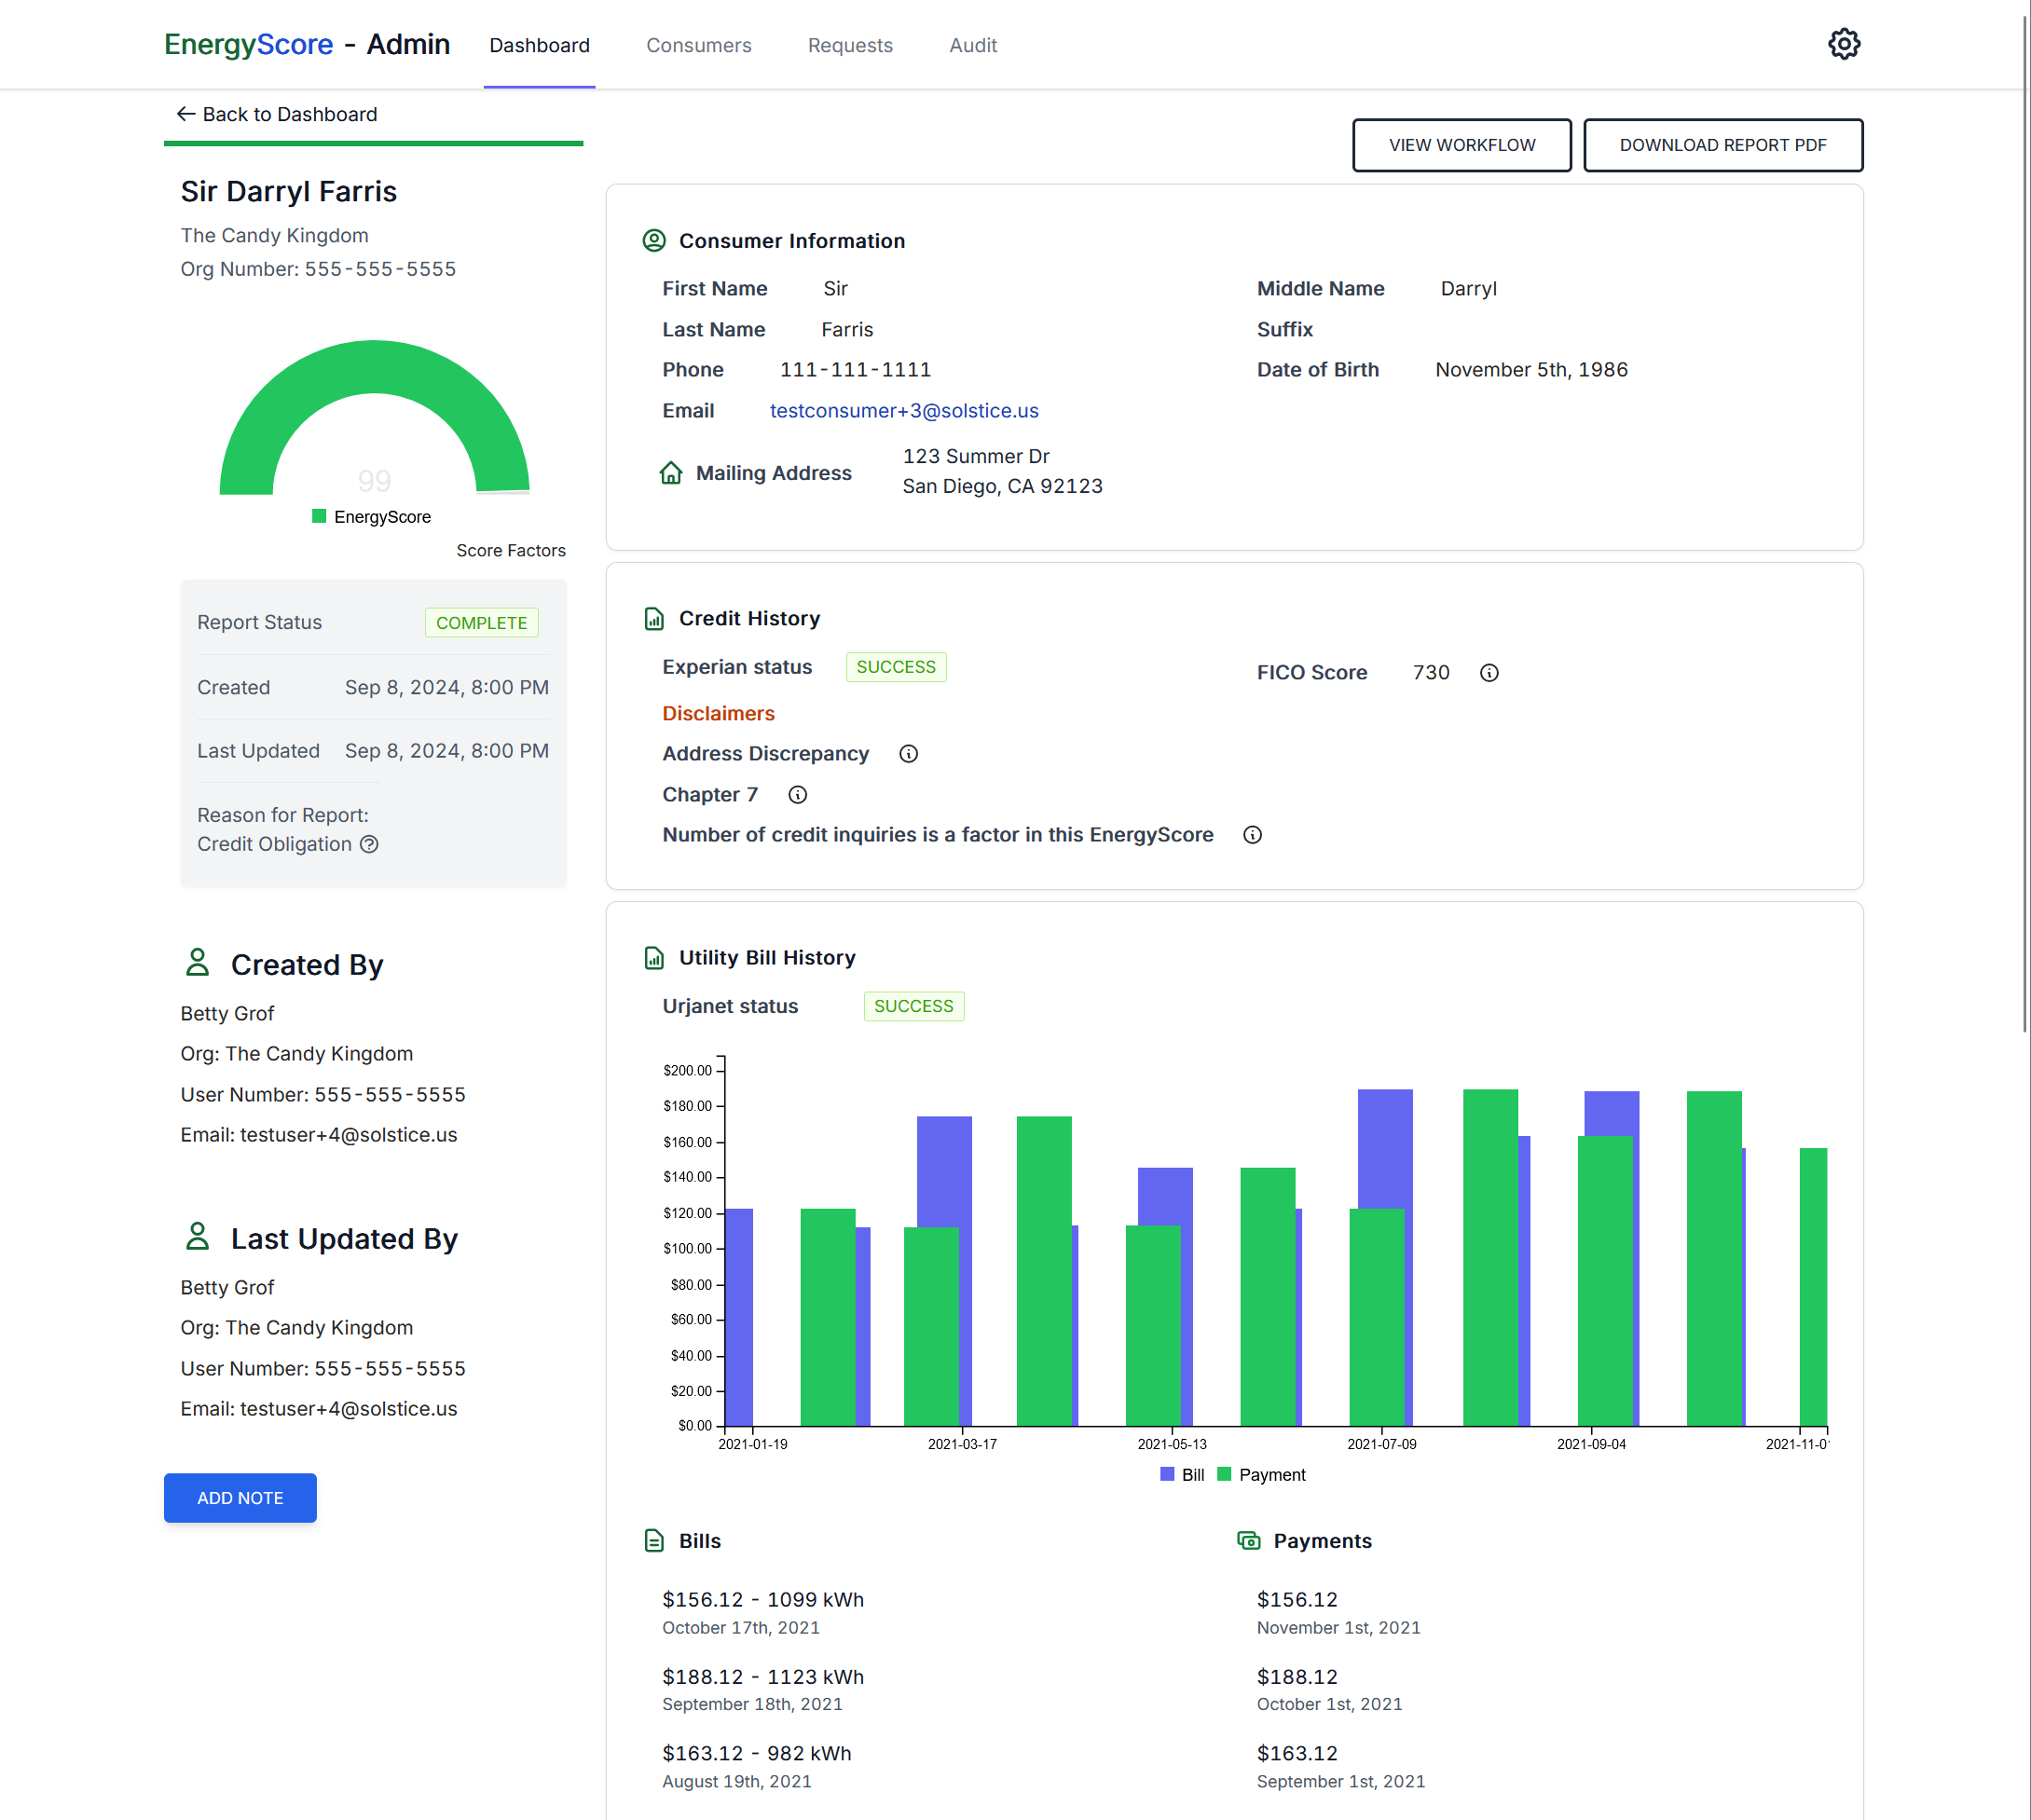 EnergyScore - Admin
Dashboard
Consumers
Requests
Audit
Back to Dashboard
VIEW WORKFLOW
DOWNLOAD REPORT PDF
Sir Darryl Farris
The Candy Kingdom
Org Number: 555-555-5555
99
EnergyScore
Score Factors
Report Status COMPLETE
Created Sep 8, 2024, 8:00 PM
Last Updated Sep 8, 2024, 8:00 PM
Reason for Report:
Credit Obligation
Created By
Betty Grof
Org: The Candy Kingdom
User Number: 555-555-5555
Email: testuser+4@solstice.us
Last Updated By
Betty Grof
Org: The Candy Kingdom
User Number: 555-555-5555
Email: testuser+4@solstice.us
ADD NOTE
Consumer Information
First Name Sir
Middle Name Darryl
Last Name Farris
Suffix
Phone 111-111-1111
Date of Birth November 5th, 1986
Email testconsumer+3@solstice.us
Mailing Address
123 Summer Dr
San Diego, CA 92123
Credit History
Experian status SUCCESS
FICO Score 730
Disclaimers
Address Discrepancy
Chapter 7
Number of credit inquiries is a factor in this EnergyScore
Utility Bill History
Urjanet status SUCCESS
$200.00
$180.00
$160.00
$140.00
$120.00
$100.00
$80.00
$60.00
$40.00
$20.00
$0.00
2021-01-19 2021-03-17 2021-05-13 2021-07-09 2021-09-04 2021-11-0
Bill Payment
Bills
$156.12 - 1099 kWh
October 17th, 2021
$188.12 - 1123 kWh
September 18th, 2021
$163.12 - 982 kWh
August 19th, 2021
Payments
$156.12
November 1st, 2021
$188.12
October 1st, 2021
$163.12
September 1st, 2021